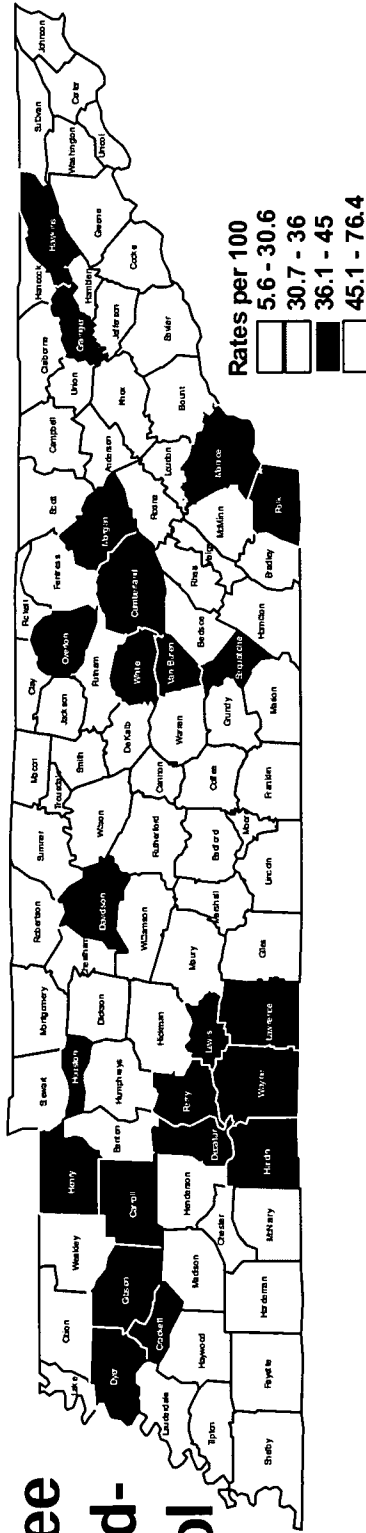 ee
d-
ol
Rates per 100
5.6 - 30.6
30.7 - 36
36.1 - 45
45.1 - 76.4
Lake
Obion
Weakley
Henry
Stewart
Montgomery
Robertson
Sumner
Macon
Trousdale
Clay
Pickett
Fentress
Scott
Campbell
Claiborne
Hancock
Hawkins
Sullivan
Johnson
Carter
Washington
Unicoi
Greene
Hamblen
Grainger
Union
Jefferson
Cocke
Sevier
Knox
Anderson
Morgan
Overton
Jackson
Putnam
Smith
Wilson
Davidson
Cheatham
Dickson
Houston
Humphreys
Benton
Carroll
Gibson
Dyer
Crockett
Lauderdale
Haywood
Madison
Henderson
Decatur
Perry
Hickman
Lewis
Maury
Williamson
Rutherford
Cannon
DeKalb
White
Cumberland
Van Buren
Warren
Coffee
Bedford
Marshall
Moore
Grundy
Sequatchie
Bledsoe
Rhea
Meigs
Roane
Loudon
Blount
Monroe
McMinn
Polk
Bradley
Hamilton
Marion
Franklin
Lincoln
Giles
Lawrence
Wayne
Hardin
McNairy
Chester
Hardeman
Fayette
Shelby
Tipton